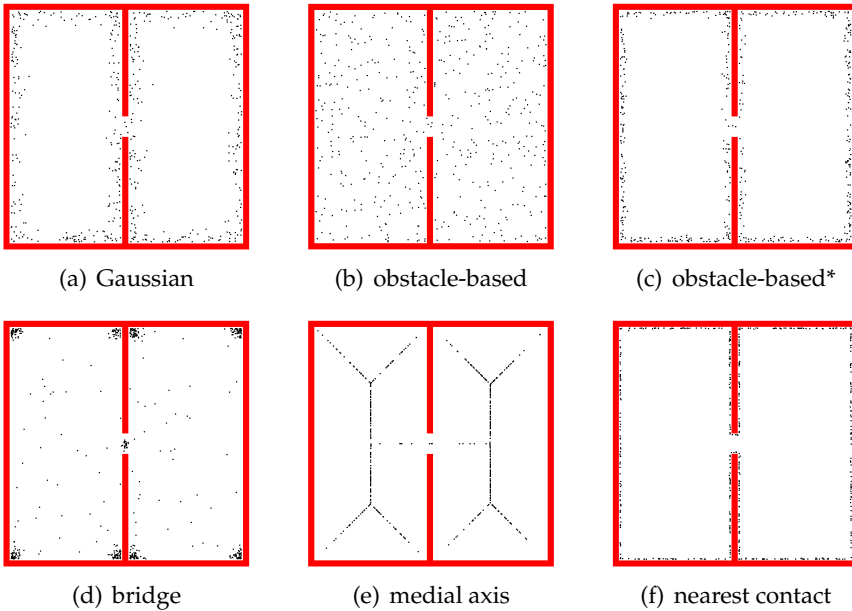 (a) Gaussian
(b) obstacle-based
(c) obstacle-based*
(d) bridge
(e) medial axis
(f) nearest contact